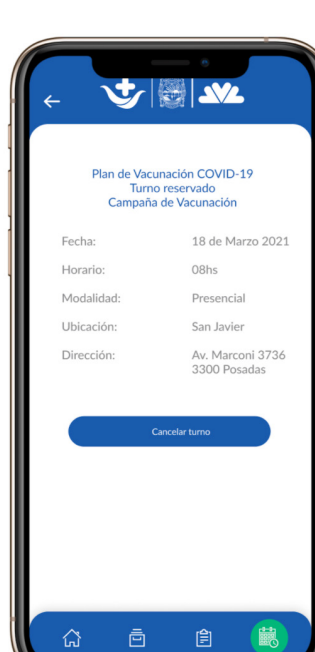 Plan de Vacunación COVID-19
Turno reservado
Campaña de Vacunación
Fecha: 18 de Marzo 2021
Horario: 08hs
Modalidad: Presencial
Ubicación: San Javier
Dirección: Av. Marconi 3736
3300 Posadas
Cancelar turno